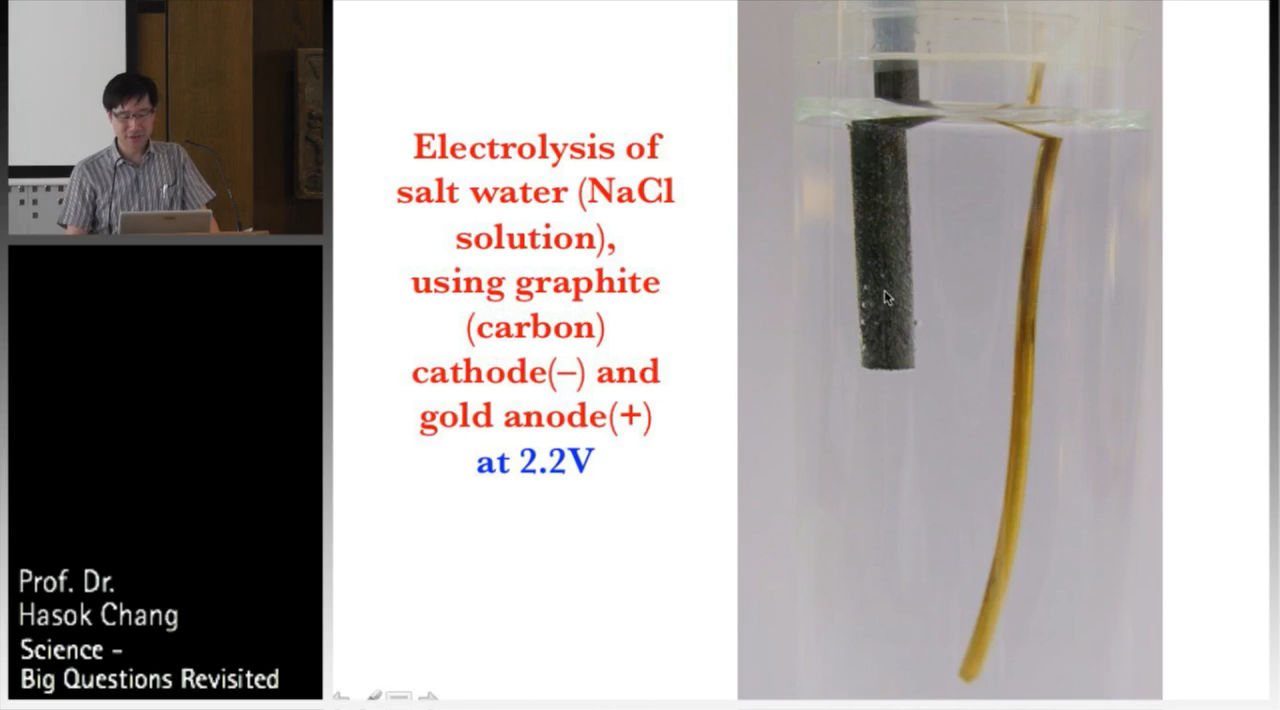 Electrolysis of
salt water (NaCl
solution),
using graphite
(carbon)
cathode(–) and
gold anode(+)
at 2.2V
Prof. Dr.
Hasok Chang
Science –
Big Questions Revisited